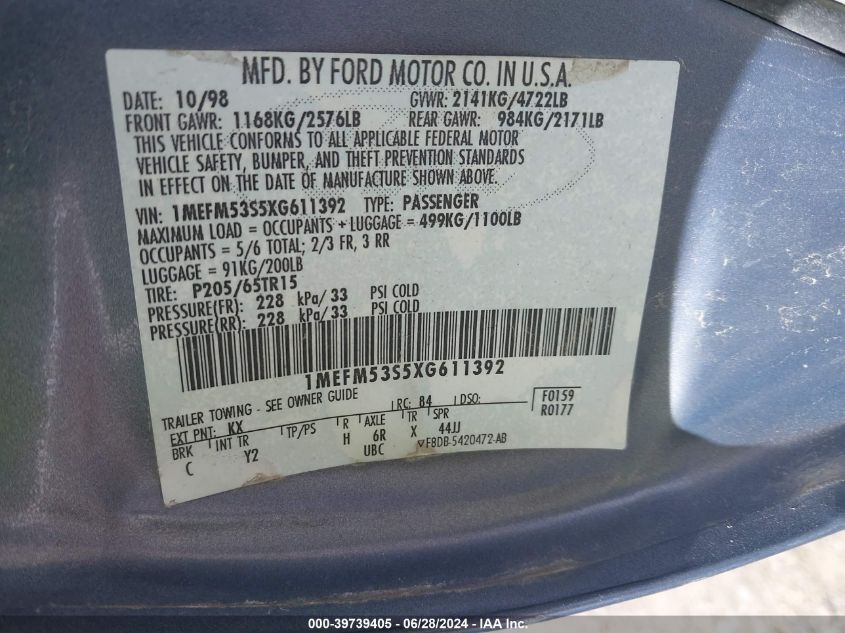 MFD. BY FORD MOTOR CO. IN U.S.A.
DATE: 10/98 GVWR: 2141KG/4722LB
FRONT GAWR: 1168KG/2576LB REAR GAWR: 984KG/2171LB
THIS VEHICLE CONFORMS TO ALL APPLICABLE FEDERAL MOTOR
VEHICLE SAFETY, BUMPER, AND THEFT PREVENTION STANDARDS
IN EFFECT ON THE DATE OF MANUFACTURE SHOWN ABOVE.
VIN: 1MEFM53S5XG611392 TYPE: PASSENGER
MAXIMUM LOAD = OCCUPANTS + LUGGAGE = 499KG/1100LB
OCCUPANTS = 5/6 TOTAL; 2/3 FR, 3 RR
LUGGAGE = 91KG/200LB
TIRE: P205/65TR15
PRESSURE(FR): 228 kPa/33 PSI COLD
PRESSURE(RR): 228 kPa/33 PSI COLD
1MEFM53S5XG611392
TRAILER TOWING - SEE OWNER GUIDE RC: 84 DSO: F0159
EXT PNT: KX R0177
BRK INT TR TP/PS R AXLE TR SPR
C Y2 H 6R X 44JJ
UBC ▽F8DB-5420472-AB
000-39739405 | 06/28/2024 | IAA Inc.